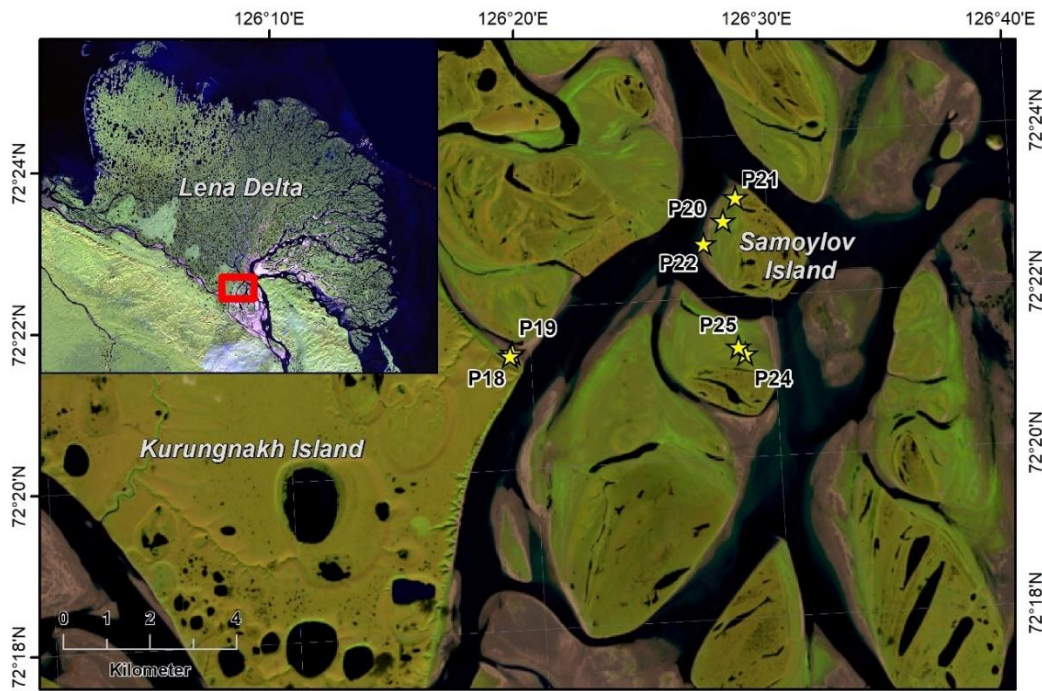 126°10'E 126°20'E 126°30'E 126°40'E
72°24'N
72°22'N
72°20'N
72°18'N
Lena Delta
P21
P20
P22
Samoylov
Island
P25
P24
P19
P18
Kurungnakh Island
0 1 2 4
Kilometer
72°24'N
72°22'N
72°20'N
72°18'N